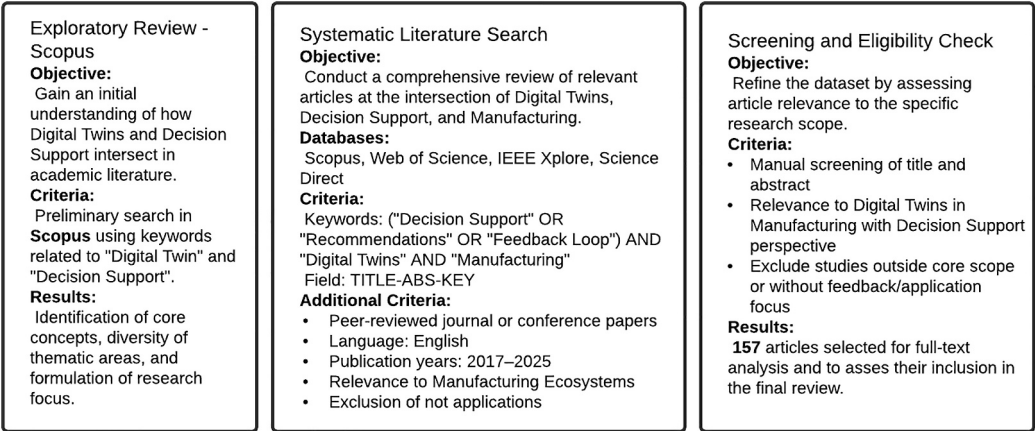 Exploratory Review -
Scopus
Objective:
Gain an initial
understanding of how
Digital Twins and Decision
Support intersect in
academic literature.
Criteria:
Preliminary search in
Scopus using keywords
related to "Digital Twin" and
"Decision Support".
Results:
Identification of core
concepts, diversity of
thematic areas, and
formulation of research
focus.
Systematic Literature Search
Objective:
Conduct a comprehensive review of relevant
articles at the intersection of Digital Twins,
Decision Support, and Manufacturing.
Databases:
Scopus, Web of Science, IEEE Xplore, Science
Direct
Criteria:
Keywords: ("Decision Support" OR
"Recommendations" OR "Feedback Loop") AND
"Digital Twins" AND "Manufacturing"
Field: TITLE-ABS-KEY
Additional Criteria:
• Peer-reviewed journal or conference papers
• Language: English
• Publication years: 2017–2025
• Relevance to Manufacturing Ecosystems
• Exclusion of not applications
Screening and Eligibility Check
Objective:
Refine the dataset by assessing
article relevance to the specific
research scope.
Criteria:
• Manual screening of title and
abstract
• Relevance to Digital Twins in
Manufacturing with Decision Support
perspective
• Exclude studies outside core scope
or without feedback/application
focus
Results:
157 articles selected for full-text
analysis and to asses their inclusion in
the final review.